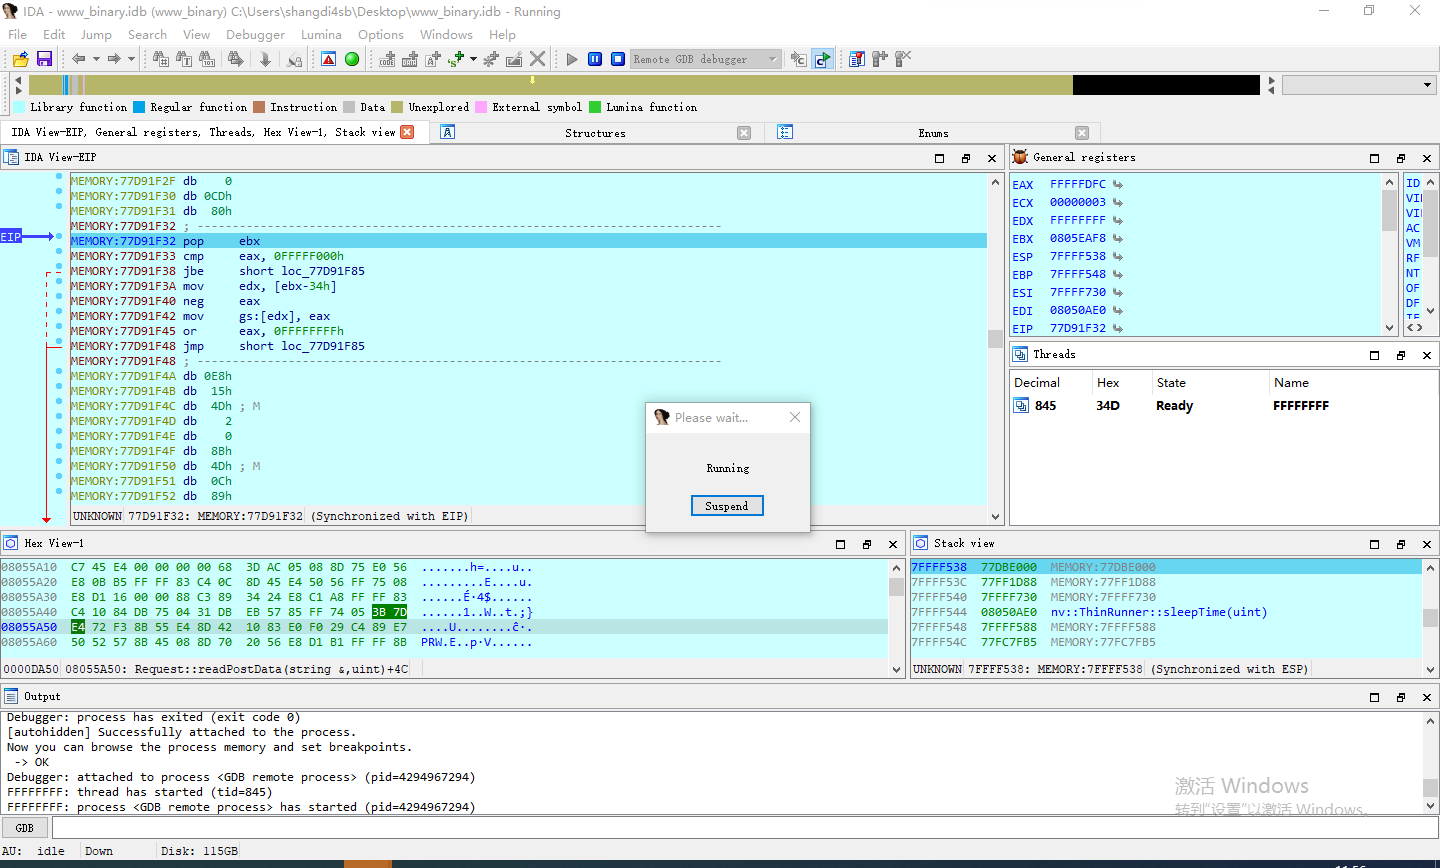 IDA - www_binary.idb (www_binary) C:\Users\shangdi4sb\Desktop\www_binary.idb - Running
File Edit Jump Search View Debugger Lumina Options Windows Help
Remote GDB debugger
Library function Regular function Instruction Data Unexplored External symbol Lumina function
IDA View-EIP, General registers, Threads, Hex View-1, Stack view Structures Enums
IDA View-EIP
MEMORY:77D91F2F db 0
MEMORY:77D91F30 db 0CDh
MEMORY:77D91F31 db 80h
MEMORY:77D91F32 ; ---------------------------------------------------------------------------
EIP
MEMORY:77D91F32 pop ebx
MEMORY:77D91F33 cmp eax, 0FFFFF000h
MEMORY:77D91F38 jbe short loc_77D91F85
MEMORY:77D91F3A mov edx, [ebx-34h]
MEMORY:77D91F40 neg eax
MEMORY:77D91F42 mov gs:[edx], eax
MEMORY:77D91F45 or eax, 0FFFFFFFFh
MEMORY:77D91F48 jmp short loc_77D91F85
MEMORY:77D91F48 ; ---------------------------------------------------------------------------
MEMORY:77D91F4A db 0E8h
MEMORY:77D91F4B db 15h
MEMORY:77D91F4C db 4Dh ; M
MEMORY:77D91F4D db 2
MEMORY:77D91F4E db 0
MEMORY:77D91F4F db 8Bh
MEMORY:77D91F50 db 4Dh ; M
MEMORY:77D91F51 db 0Ch
MEMORY:77D91F52 db 89h
UNKNOWN 77D91F32: MEMORY:77D91F32 (Synchronized with EIP)
General registers
EAX FFFFFDFC
ECX 00000003
EDX FFFFFFFF
EBX 0805EAF8
ESP 7FFFF538
EBP 7FFFF548
ESI 7FFFF730
EDI 08050AE0
EIP 77D91F32
ID
VI
VI
AC
VM
RF
NT
OF
DF
Threads
Decimal Hex State Name
845 34D Ready FFFFFFFF
Please wait...
Running
Suspend
Hex View-1
08055A10 C7 45 E4 00 00 00 00 68 3D AC 05 08 8D 75 E0 56 .......h=....u..
08055A20 E8 0B B5 FF FF 83 C4 0C 8D 45 E4 50 56 FF 75 08 .........E....u.
08055A30 E8 D1 16 00 00 88 C3 89 34 24 E8 C1 A8 FF FF 83 ......É·4$......
08055A40 C4 10 84 DB 75 04 31 DB EB 57 85 FF 74 05 3B 7D ......1..W..t.;}
08055A50 E4 72 F3 8B 55 E4 8D 42 10 83 E0 F0 29 C4 89 E7 ....U........ĉ·.
08055A60 50 52 57 8B 45 08 8D 70 20 56 E8 D1 B1 FF FF 8B PRW.E..p·V......
0000DA50 08055A50: Request::readPostData(string &,uint)+4C
Stack view
7FFFF538 77DBE000 MEMORY:77DBE000
7FFFF53C 77FF1D88 MEMORY:77FF1D88
7FFFF540 7FFFF730 MEMORY:7FFFF730
7FFFF544 08050AE0 nv::ThinRunner::sleepTime(uint)
7FFFF548 7FFFF588 MEMORY:7FFFF588
7FFFF54C 77FC7FB5 MEMORY:77FC7FB5
UNKNOWN 7FFFF538: MEMORY:7FFFF538 (Synchronized with ESP)
Output
Debugger: process has exited (exit code 0)
[autohidden] Successfully attached to the process.
Now you can browse the process memory and set breakpoints.
-> OK
Debugger: attached to process <GDB remote process> (pid=4294967294)
FFFFFFFF: thread has started (tid=845)
FFFFFFFF: process <GDB remote process> has started (pid=4294967294)
激活 Windows
转到"设置"以激活 Windows。
GDB
AU: idle Down Disk: 115GB